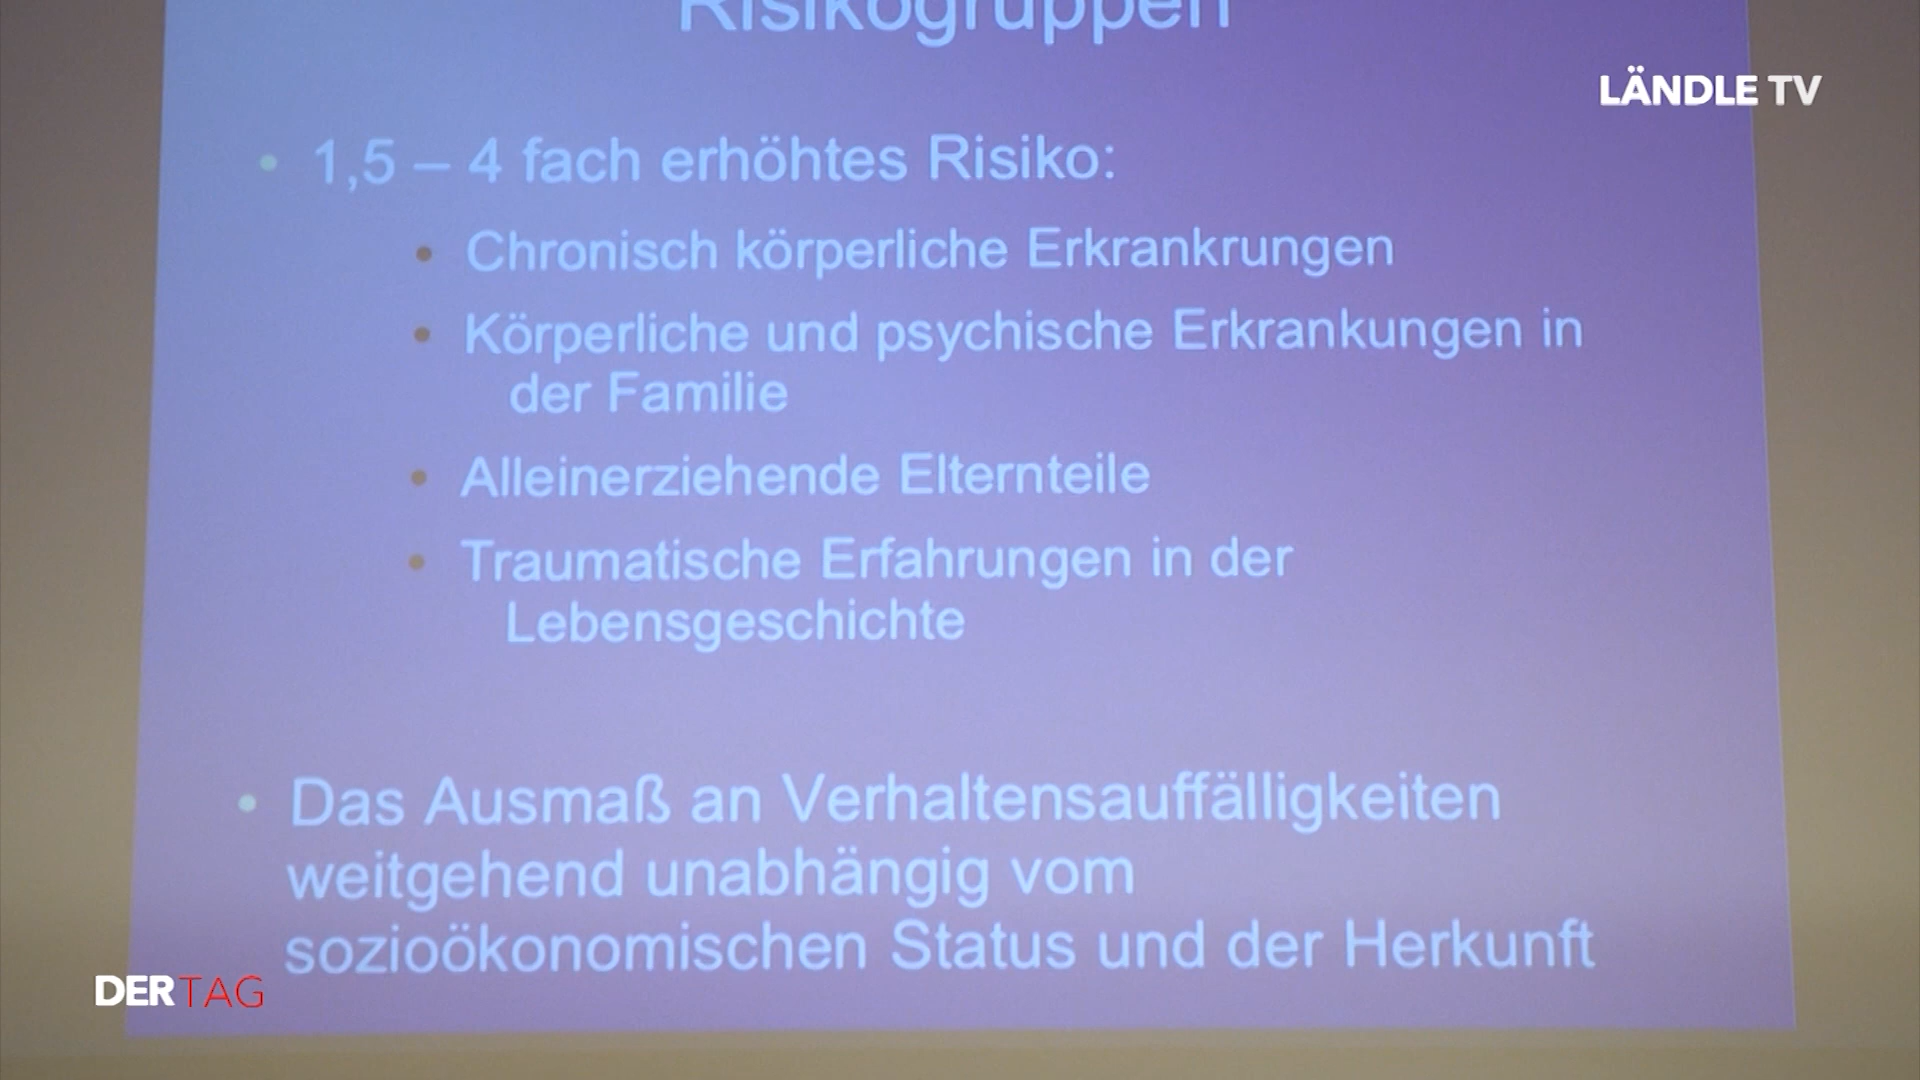 Risikogruppen
LÄNDLE TV
• 1,5 – 4 fach erhöhtes Risiko:
• Chronisch körperliche Erkrankrungen
• Körperliche und psychische Erkrankungen in
der Familie
• Alleinerziehende Elternteile
• Traumatische Erfahrungen in der
Lebensgeschichte
• Das Ausmaß an Verhaltensauffälligkeiten
weitgehend unabhängig vom
sozioökonomischen Status und der Herkunft
DERTAG